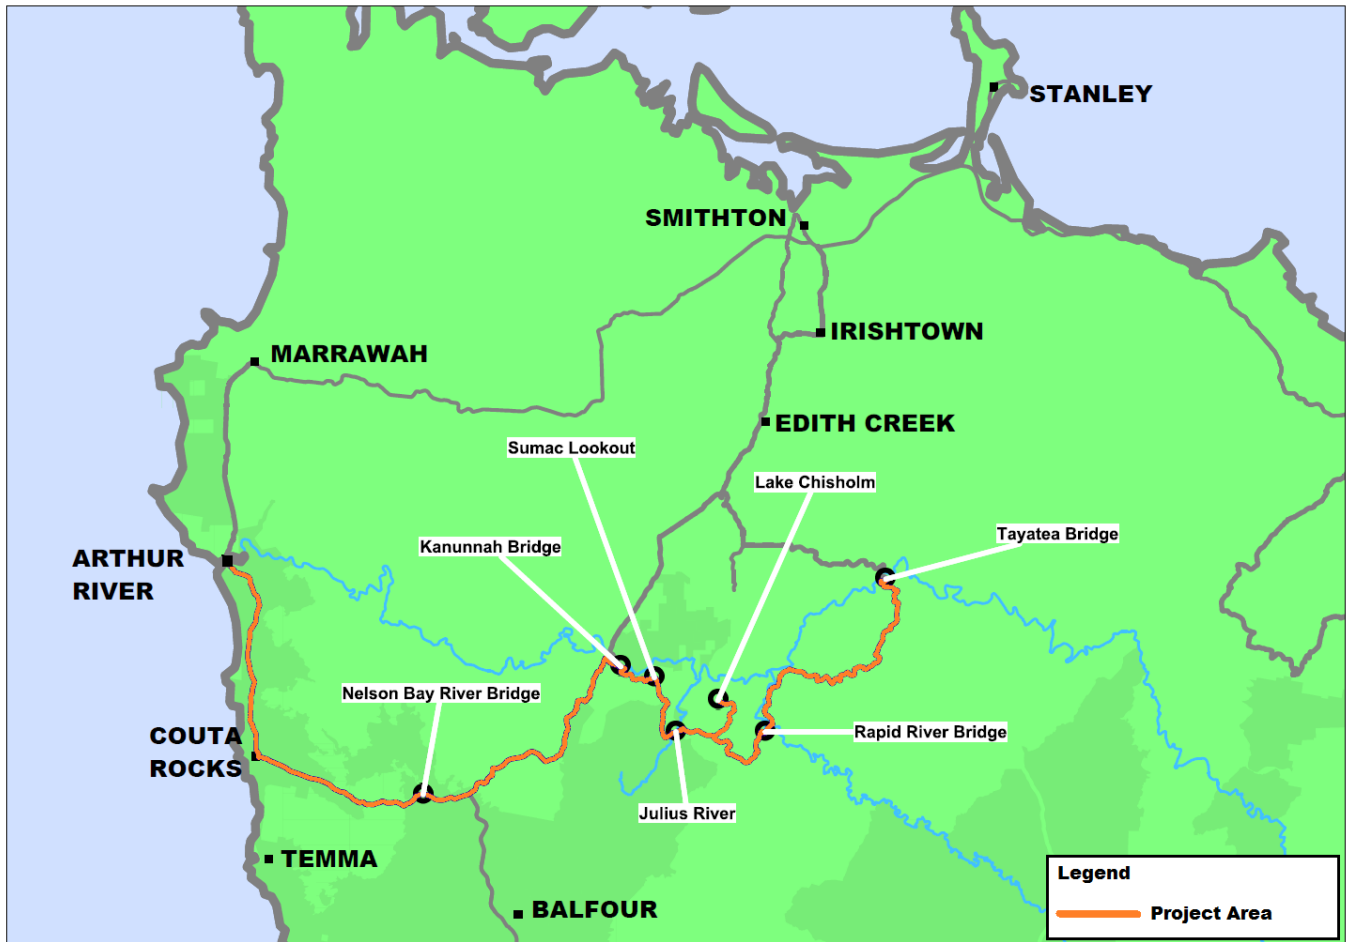 STANLEY
SMITHTON
IRISHTOWN
MARRAWAH
EDITH CREEK
Sumac Lookout
Lake Chisholm
Tayatea Bridge
Kanunnah Bridge
ARTHUR
RIVER
Nelson Bay River Bridge
Rapid River Bridge
COUTA
ROCKS
Julius River
TEMMA
BALFOUR
Legend
Project Area